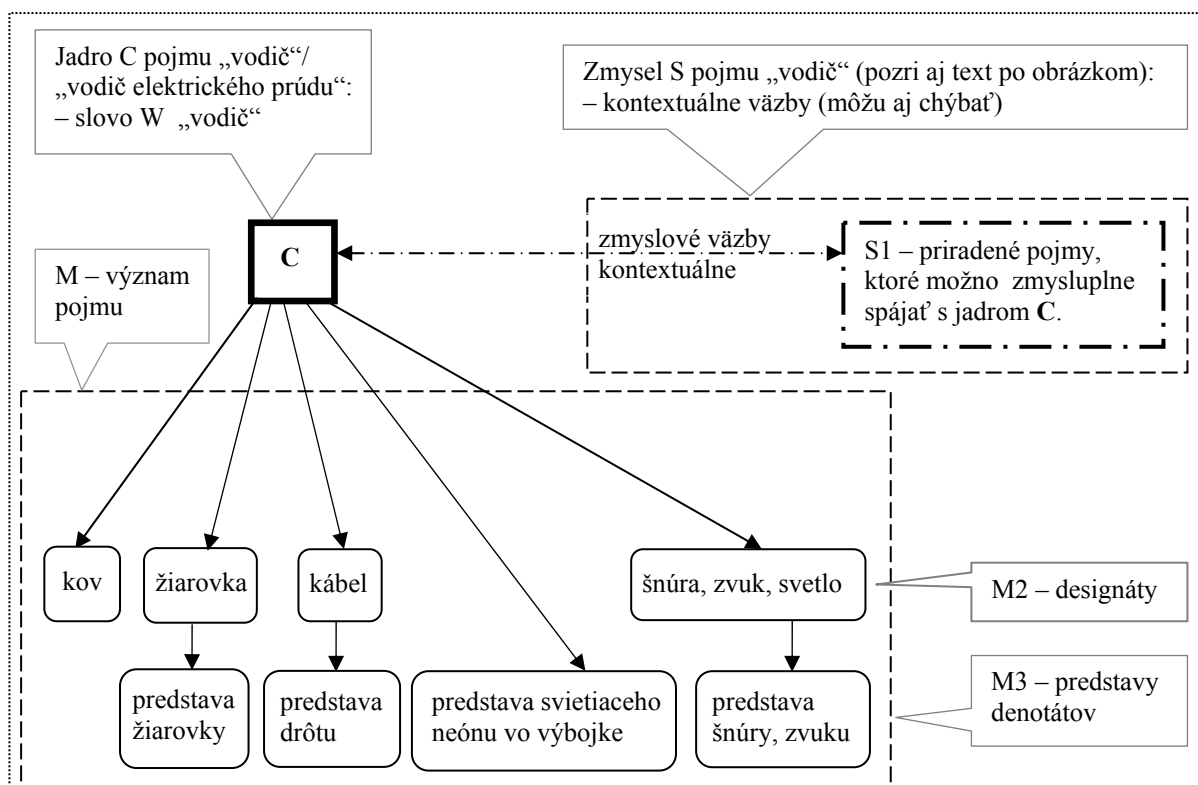 Jadro C pojmu „vodič“/
„vodič elektrického prúdu“:
– slovo W „vodič“
Zmysel S pojmu „vodič“ (pozri aj text po obrázkom):
– kontextuálne väzby (môžu aj chýbať)
C
zmyslové väzby
kontextuálne
S1 – priradené pojmy,
ktoré možno zmysluplne
spájať s jadrom C.
M – význam
pojmu
kov
žiarovka
kábel
šnúra, zvuk, svetlo
M2 – designáty
predstava
žiarovky
predstava
drôtu
predstava svietiaceho
neónu vo výbojke
predstava
šnúry, zvuku
M3 – predstavy
denotátov